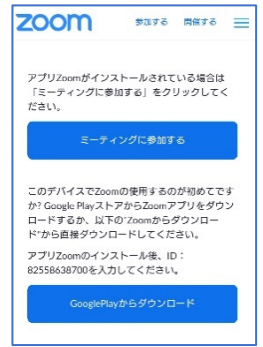 zoom 参加する 開催する
アプリZoomがインストールされている場合は
「ミーティングに参加する」をクリックしてく
ださい。
ミーティングに参加する
このデバイスでZoomの使用するのが初めてです
か? Google PlayストアからZoomアプリをダウン
ロードするか、以下の"Zoomからダウンロー
ド"から直接ダウンロードしてください。
アプリZoomのインストール後、ID：
82558638700を入力してください。
GooglePlayからダウンロード